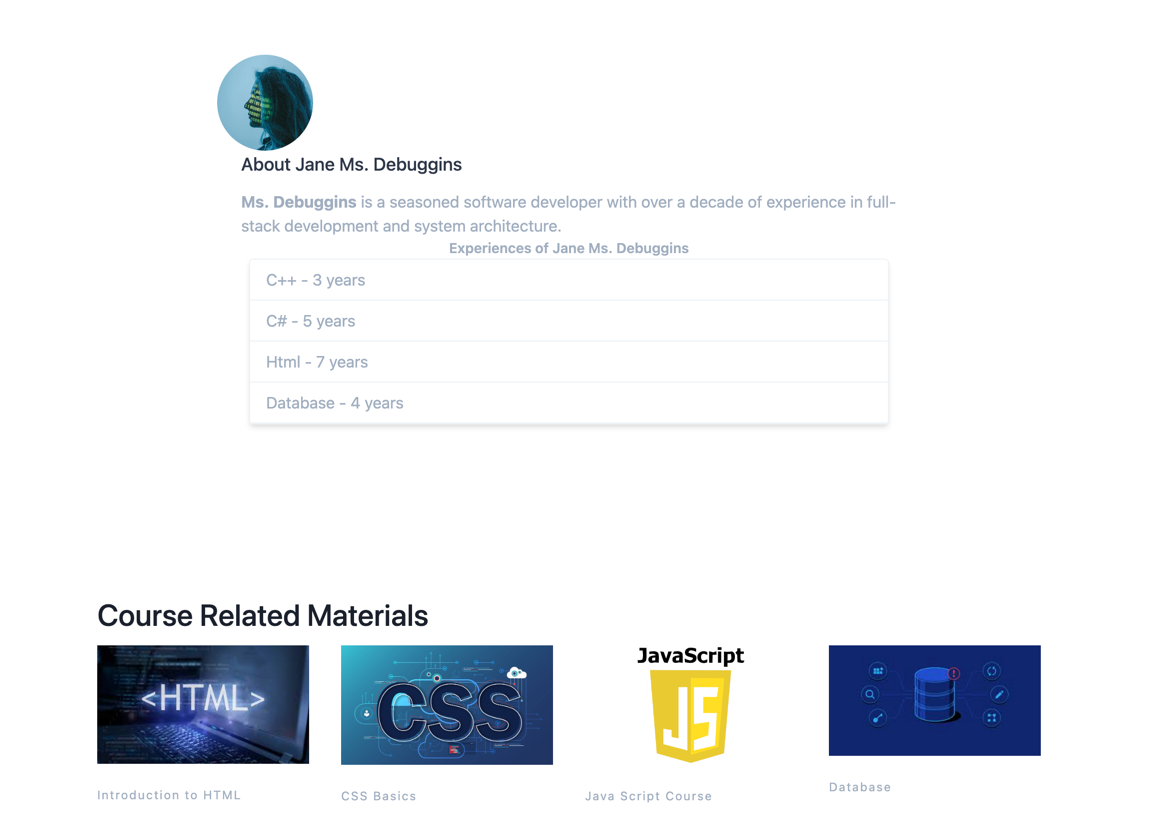 About Jane Ms. Debuggins
Ms. Debuggins is a seasoned software developer with over a decade of experience in full-
stack development and system architecture.
Experiences of Jane Ms. Debuggins
C++ - 3 years
C# - 5 years
Html - 7 years
Database - 4 years
Course Related Materials
<HTML>
CSS
JavaScript
JS
Introduction to HTML
CSS Basics
Java Script Course
Database